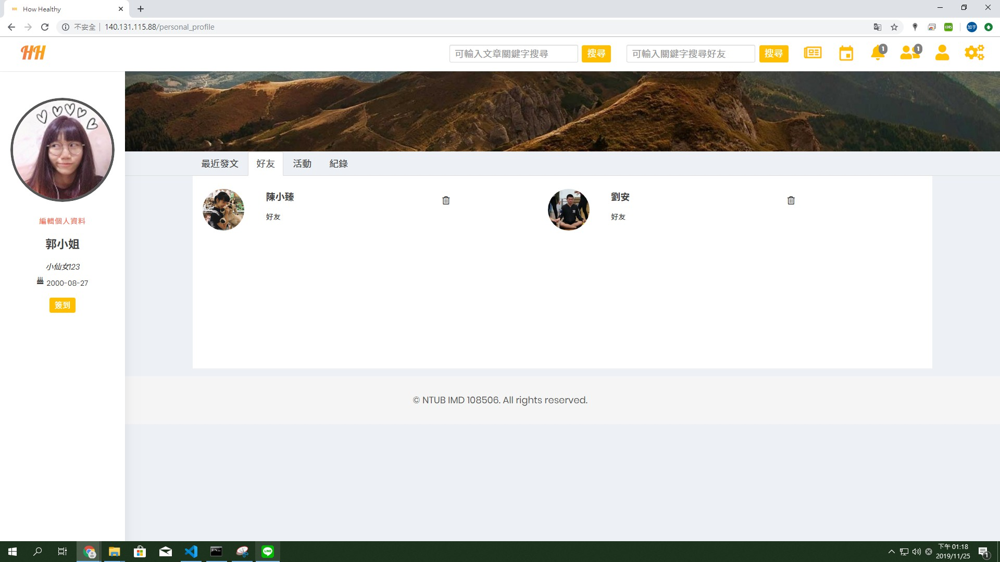 How Healthy
不安全 140.131.115.88/personal_profile
CORS
加于
HH
可輸入文章關鍵字搜尋 搜尋
可輸入關鍵字搜尋好友 搜尋
1
1
最近發文 好友 活動 紀錄
陳小臻
好友
劉安
好友
編輯個人資料
郭小姐
小仙女123
2000-08-27
簽到
© NTUB IMD 108506. All rights reserved.
LINE
下午 01:18
2019/11/25
1